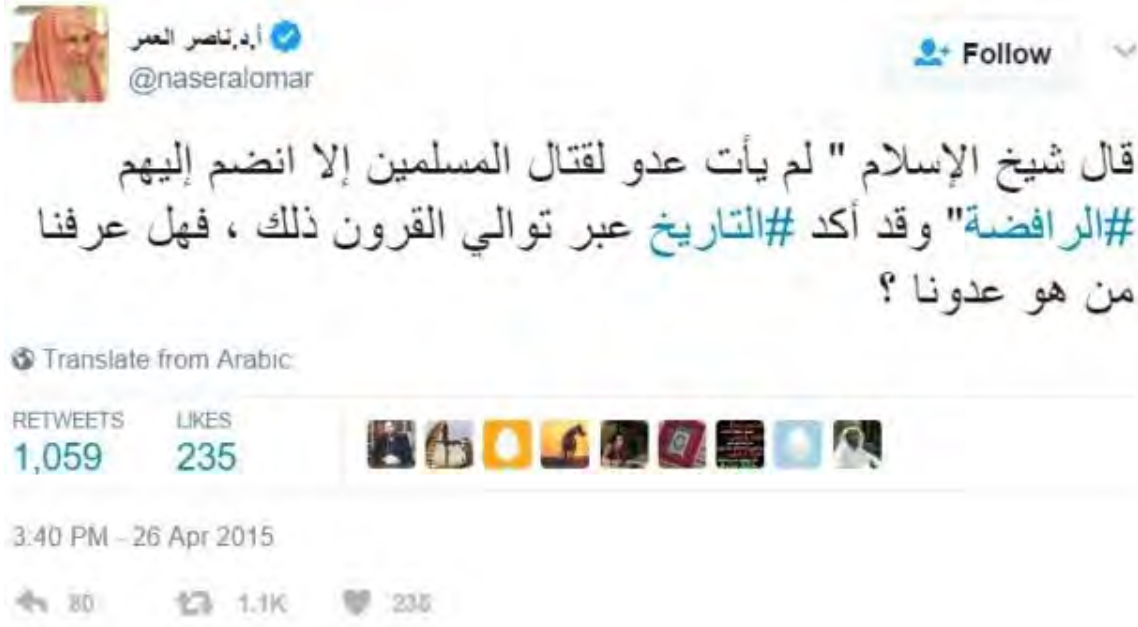 أ.د.ناصر العمر
@naseralomar
Follow
قال شيخ الإسلام " لم يأت عدو لقتال المسلمين إلا انضم إليهم
#الرافضة" وقد أكد #التاريخ عبر توالي القرون ذلك ، فهل عرفنا
من هو عدونا ؟
Translate from Arabic
RETWEETS LIKES
1,059 235
3:40 PM - 26 Apr 2015
80 1.1K 235